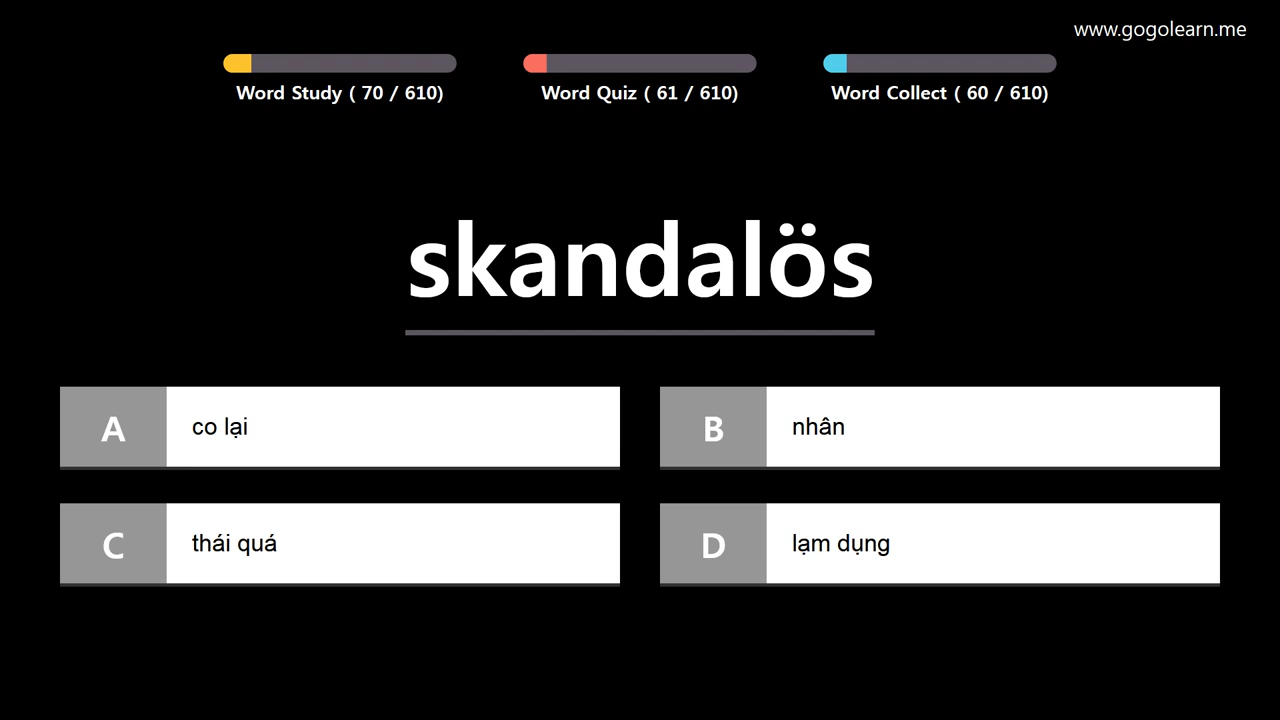 www.gogolearn.me
Word Study ( 70 / 610)
Word Quiz ( 61 / 610)
Word Collect ( 60 / 610)
skandalös
A co lại
B nhân
C thái quá
D lạm dụng